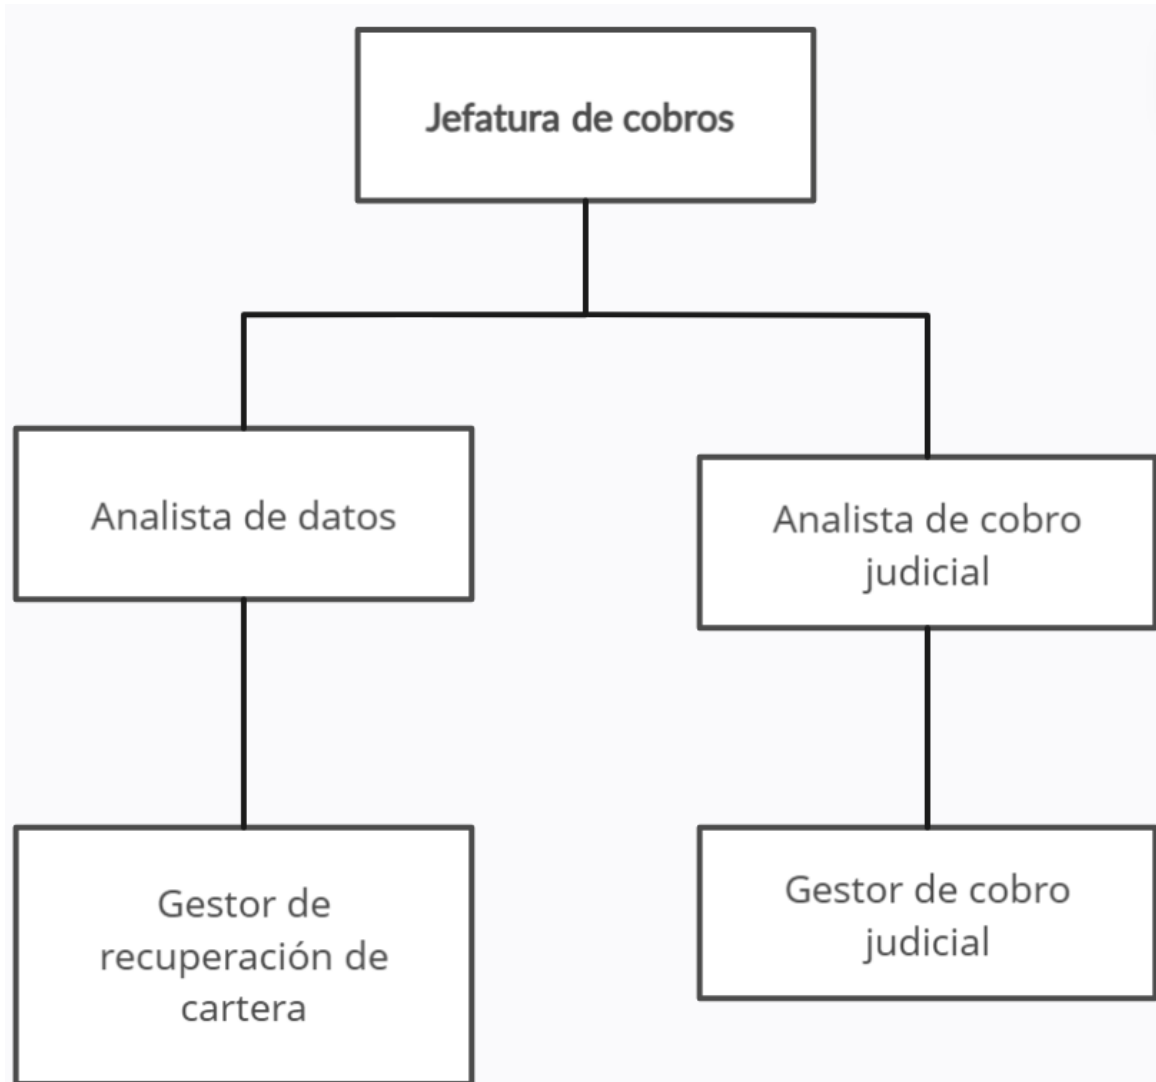 Jefatura de cobros
Analista de datos
Analista de cobro
judicial
Gestor de
recuperación de
cartera
Gestor de cobro
judicial